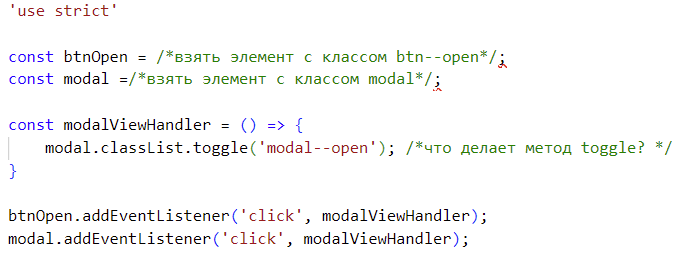 'use strict'
const btnOpen = /*взять элемент с классом btn--open*/;
const modal =/*взять элемент с классом modal*/;
const modalViewHandler = () => {
modal.classList.toggle('modal--open'); /*что делает метод toggle? */
}
btnOpen.addEventListener('click', modalViewHandler);
modal.addEventListener('click', modalViewHandler);